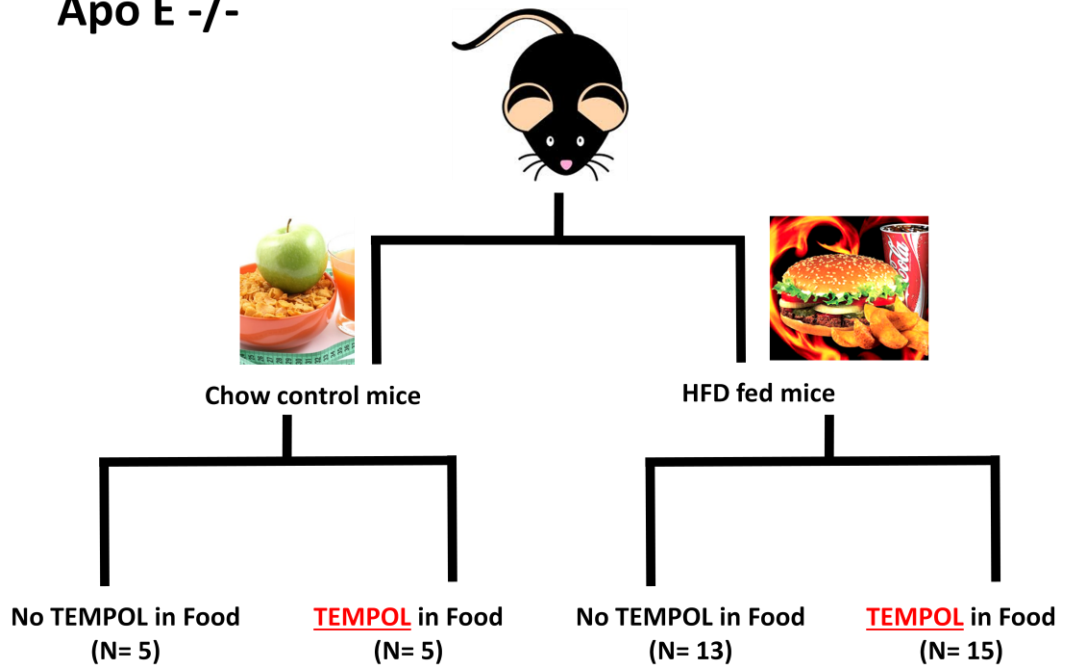 Apo E -/-
Chow control mice
HFD fed mice
No TEMPOL in Food
(N= 5)
TEMPOL in Food
(N= 5)
No TEMPOL in Food
(N= 13)
TEMPOL in Food
(N= 15)